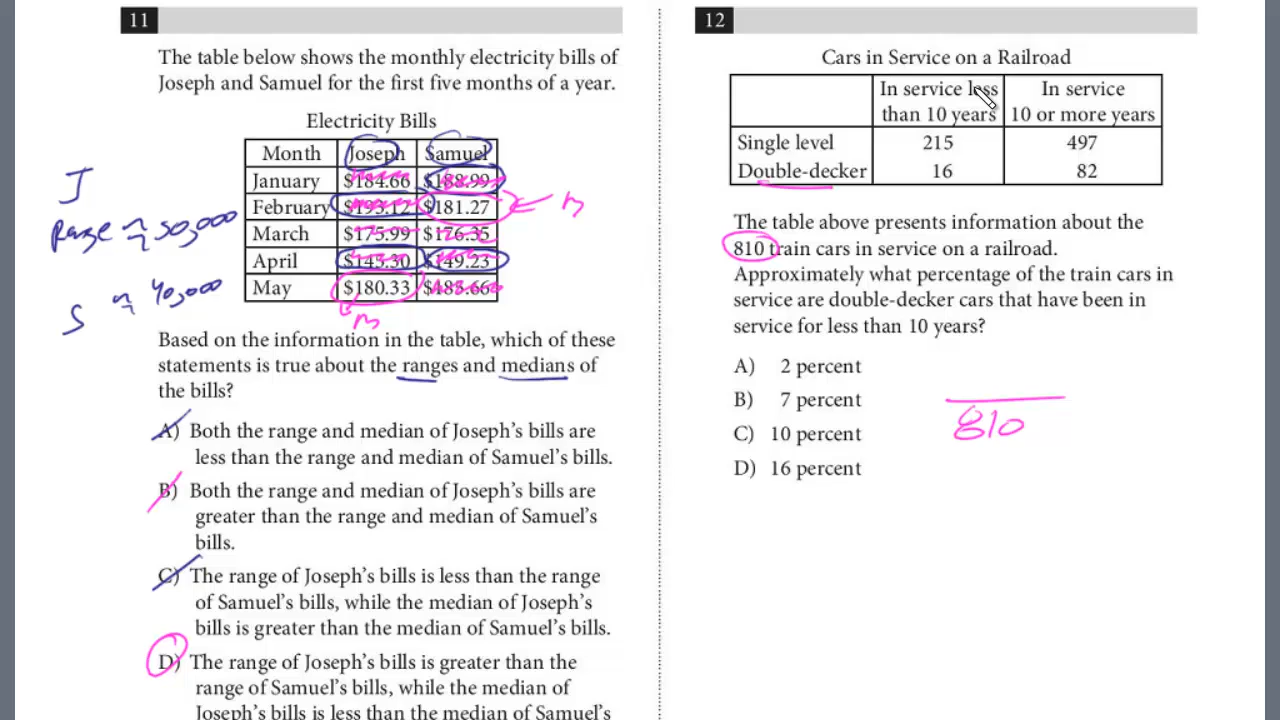 11
The table below shows the monthly electricity bills of
Joseph and Samuel for the first five months of a year.
Electricity Bills
Month Joseph Samuel
January $184.66 $188.99
February $193.12 $181.27
March $175.99 $176.35
April $145.30 $149.23
May $180.33 $185.66
J
Range ≈ 50,000
S ≈ 40,000
m
m
Based on the information in the table, which of these
statements is true about the ranges and medians of
the bills?
A) Both the range and median of Joseph’s bills are
less than the range and median of Samuel’s bills.
B) Both the range and median of Joseph’s bills are
greater than the range and median of Samuel’s
bills.
C) The range of Joseph’s bills is less than the range
of Samuel’s bills, while the median of Joseph’s
bills is greater than the median of Samuel’s bills.
D) The range of Joseph’s bills is greater than the
range of Samuel’s bills, while the median of
Joseph’s bills is less than the median of Samuel’s
12
Cars in Service on a Railroad
In service less than 10 years In service 10 or more years
Single level 215 497
Double-decker 16 82
The table above presents information about the
810 train cars in service on a railroad.
Approximately what percentage of the train cars in
service are double-decker cars that have been in
service for less than 10 years?
A) 2 percent
B) 7 percent
C) 10 percent
D) 16 percent
810